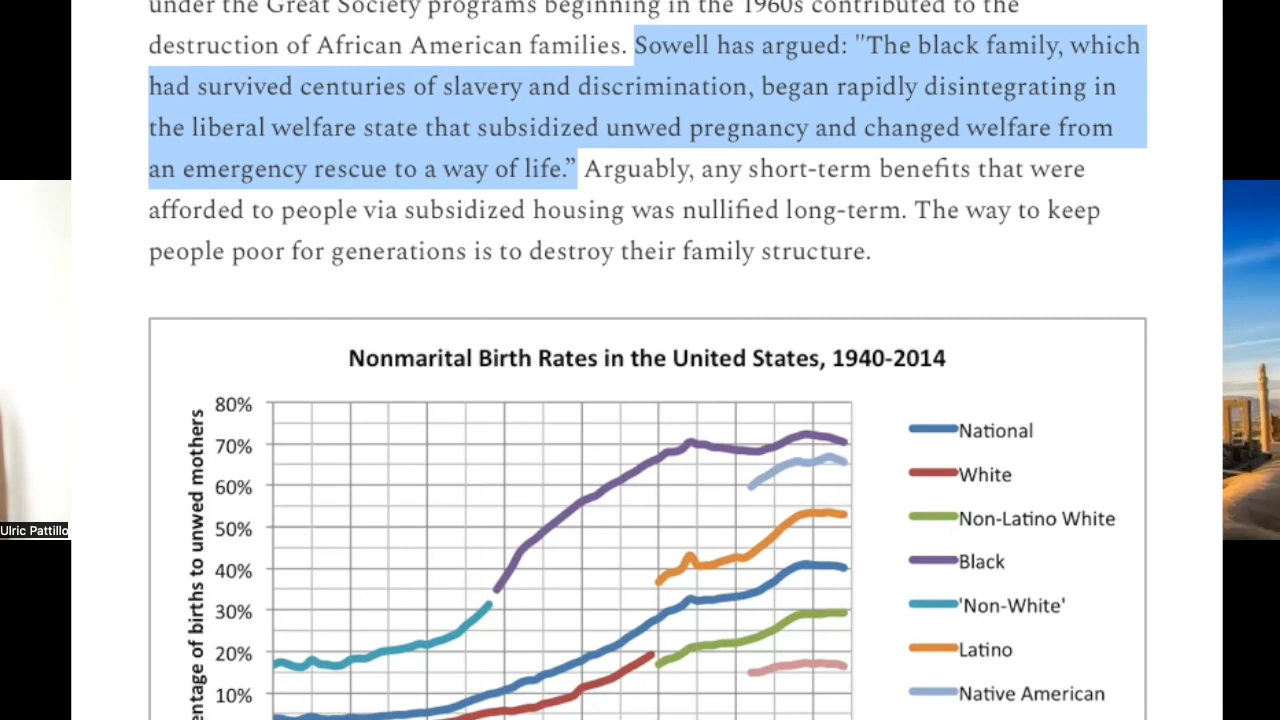 under the Great Society programs beginning in the 1960s contributed to the
destruction of African American families. Sowell has argued: "The black family, which
had survived centuries of slavery and discrimination, began rapidly disintegrating in
the liberal welfare state that subsidized unwed pregnancy and changed welfare from
an emergency rescue to a way of life.” Arguably, any short-term benefits that were
afforded to people via subsidized housing was nullified long-term. The way to keep
people poor for generations is to destroy their family structure.
Nonmarital Birth Rates in the United States, 1940-2014
80%
70%
60%
50%
40%
30%
20%
10%
entage of births to unwed mothers
National
White
Non-Latino White
Black
'Non-White'
Latino
Native American
Ulric Pattillo